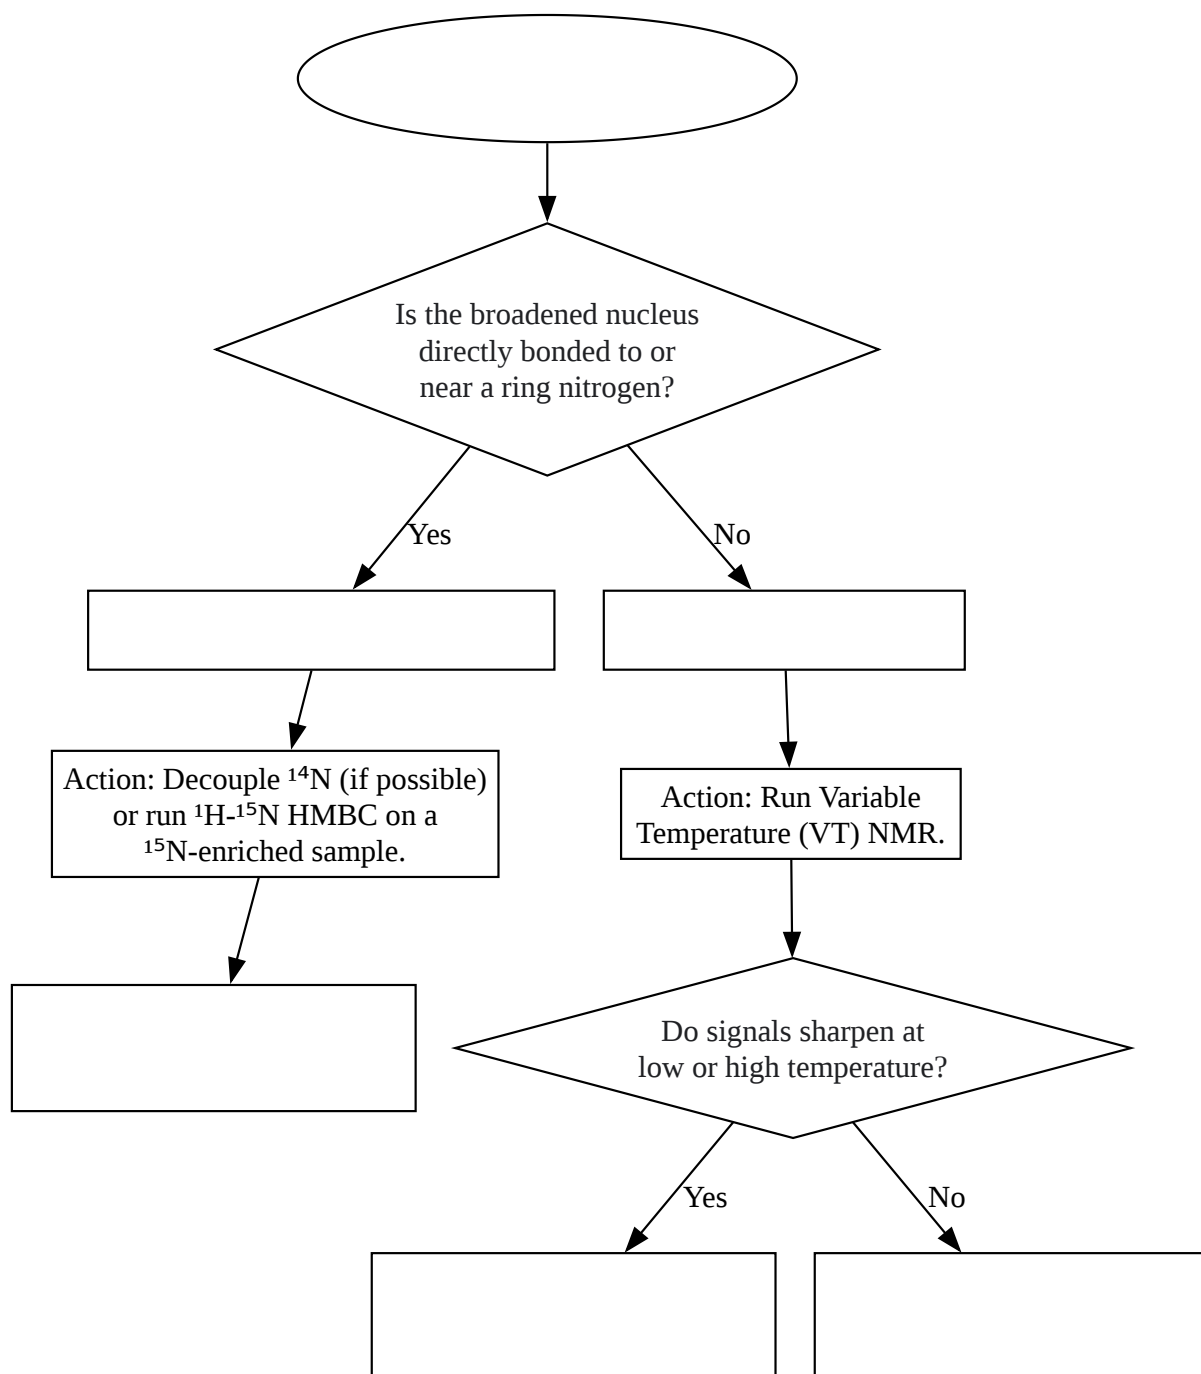 Is the broadened nucleus
directly bonded to or
near a ring nitrogen?
Yes
No
Action: Decouple ¹⁴N (if possible)
or run ¹H-¹⁵N HMBC on a
¹⁵N-enriched sample.
Action: Run Variable
Temperature (VT) NMR.
Do signals sharpen at
low or high temperature?
Yes
No